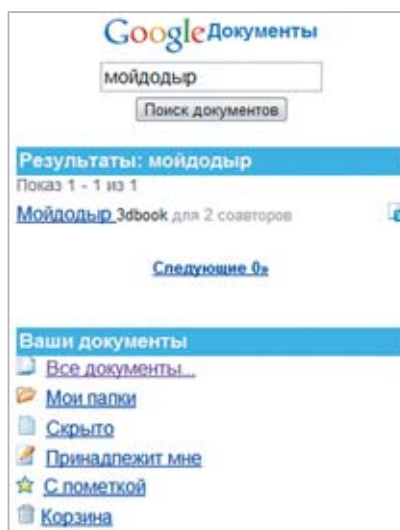 Google Документы
мойдодыр
Поиск документов
Результаты: мойдодыр
Показ 1 - 1 из 1
Мойдодыр 3dbook для 2 соавторов
Следующие 0»
Ваши документы
Все документы...
Мои папки
Скрыто
Принадлежит мне
С пометкой
Корзина